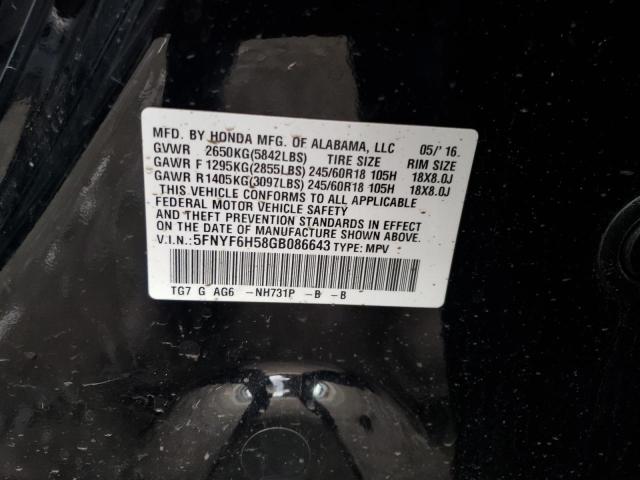 MFD. BY HONDA MFG. OF ALABAMA, LLC 05/'16
GVWR 2650KG(5842LBS) TIRE SIZE RIM SIZE
GAWR F 1295KG(2855LBS) 245/60R18 105H 18X8.0J
GAWR R1405KG(3097LBS) 245/60R18 105H 18X8.0J
THIS VEHICLE CONFORMS TO ALL APPLICABLE
FEDERAL MOTOR VEHICLE SAFETY
AND THEFT PREVENTION STANDARDS IN EFFECT
ON THE DATE OF MANUFACTURE SHOWN ABOVE.
V.I.N.:5FNYF6H58GB086643 TYPE: MPV
TG7 G AG6 -NH731P -B -B